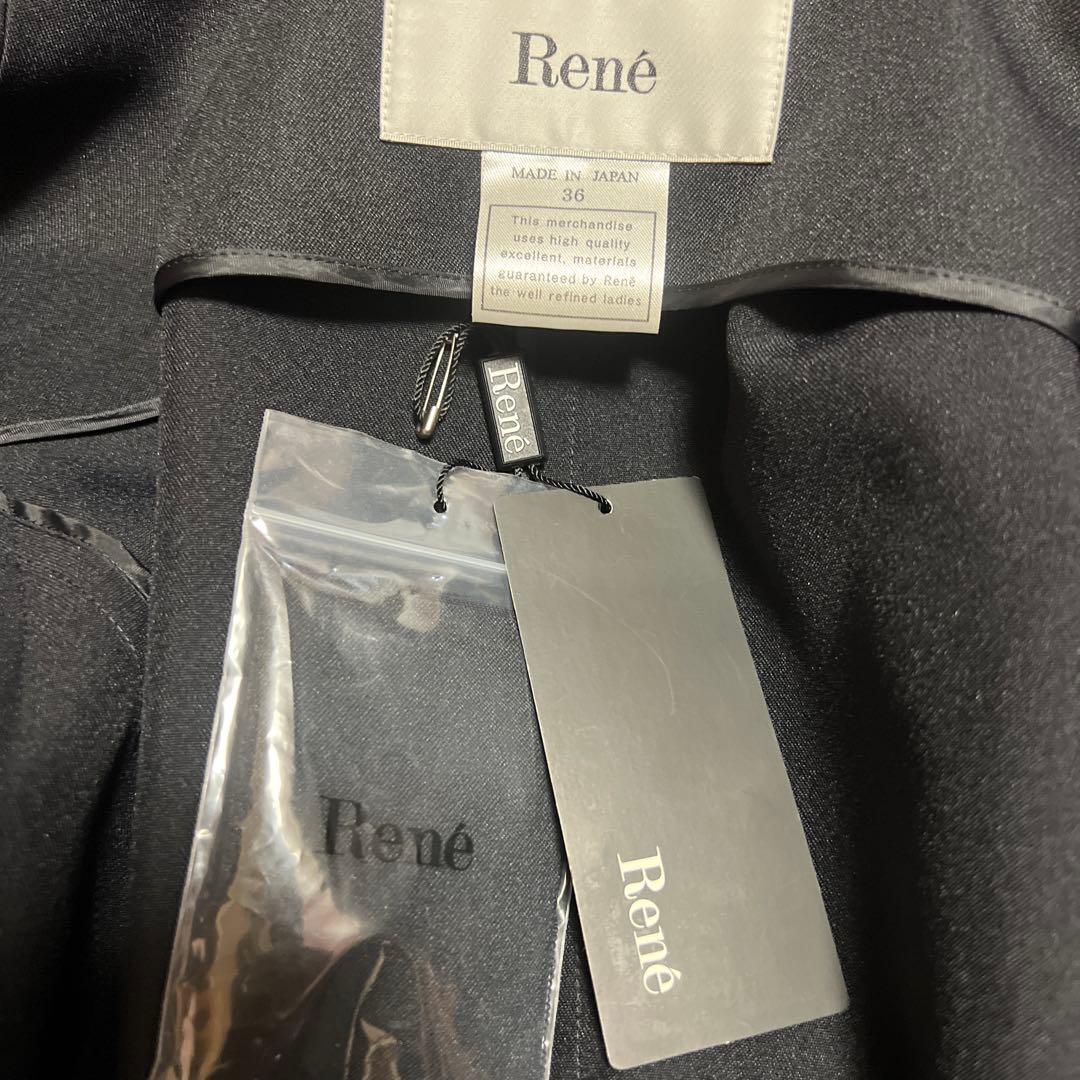 René
MADE IN JAPAN
36
This merchandise
uses high quality
excellent, materials
guaranteed by René
the well refined ladies
René
René
René